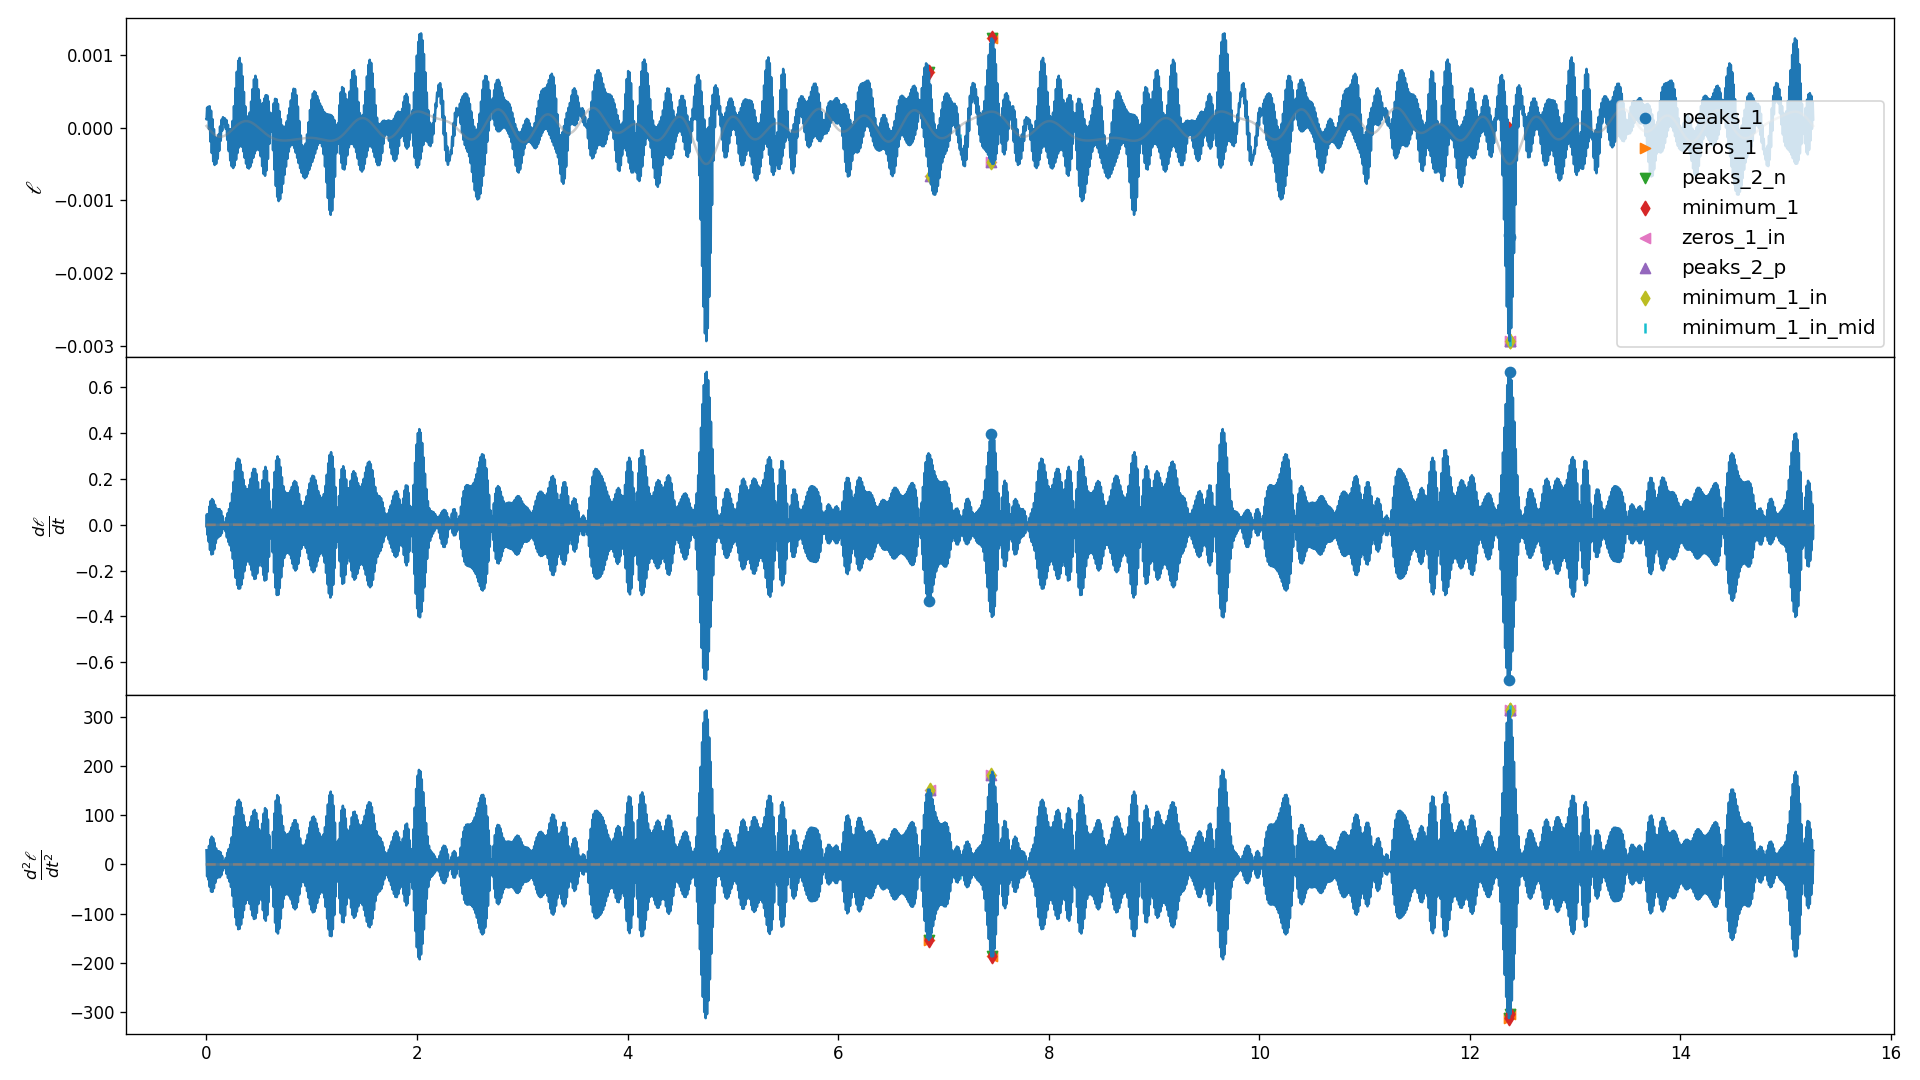 0.001
0.000
−0.001
−0.002
−0.003
ℓ
peaks_1
zeros_1
peaks_2_n
minimum_1
zeros_1_in
peaks_2_p
minimum_1_in
minimum_1_in_mid
0.6
0.4
0.2
0.0
−0.2
−0.4
−0.6
dℓ
dt
300
200
100
0
−100
−200
−300
d²ℓ
dt²
0 2 4 6 8 10 12 14 16